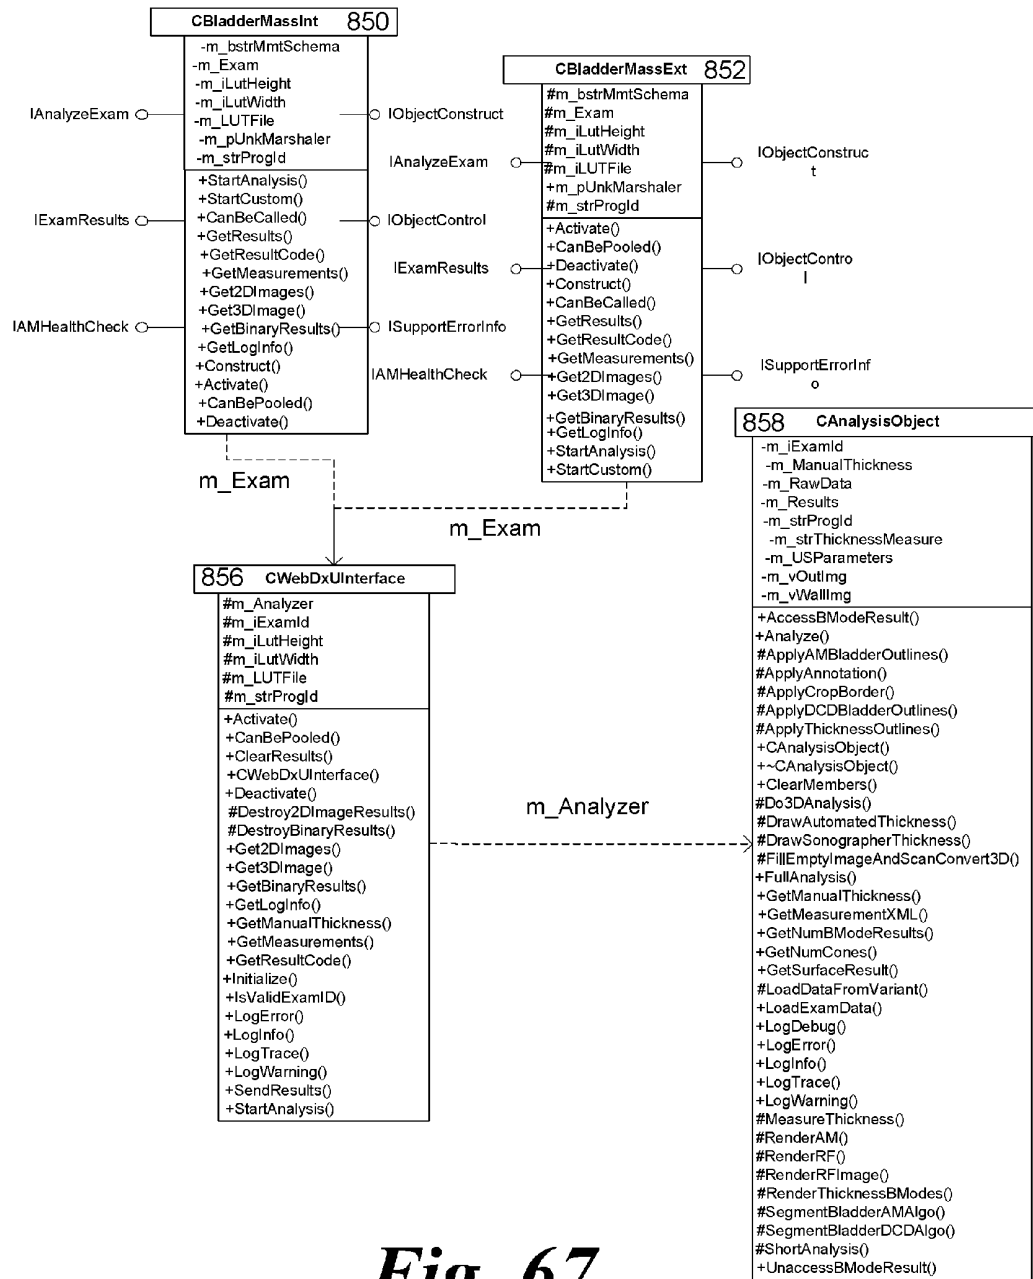 CBladderMassInt 850
-m_bstrMmtSchema
-m_Exam
-m_iLutHeight
-m_iLutWidth
-m_LUTFile
-m_pUnkMarshaler
-m_strProgId
+StartAnalysis()
+StartCustom()
+CanBeCalled()
+GetResults()
+GetResultCode()
+GetMeasurements()
+Get2DImages()
+Get3DImage()
+GetBinaryResults()
+GetLogInfo()
+Construct()
+Activate()
+CanBePooled()
+Deactivate()
IAnalyzeExam
IExamResults
IAMHealthCheck
IObjectConstruct
IObjectControl
ISupportErrorInfo
CBladderMassExt 852
#m_bstrMmtSchema
#m_Exam
#m_iLutHeight
#m_iLutWidth
#m_iLUTFile
+m_pUnkMarshaler
#m_strProgId
+Activate()
+CanBePooled()
+Deactivate()
+Construct()
+CanBeCalled()
+GetResults()
+GetResultCode()
+GetMeasurements()
+Get2DImages()
+Get3DImage()
+GetBinaryResults()
+GetLogInfo()
+StartAnalysis()
+StartCustom()
IAnalyzeExam
IExamResults
IAMHealthCheck
IObjectConstruc
t
IObjectContro
l
ISupportErrorInf
o
m_Exam
m_Exam
856 CWebDxUInterface
#m_Analyzer
#m_iExamId
#m_iLutHeight
#m_iLutWidth
#m_LUTFile
#m_strProgId
+Activate()
+CanBePooled()
+ClearResults()
+CWebDxUInterface()
+Deactivate()
#Destroy2DImageResults()
#DestroyBinaryResults()
+Get2DImages()
+Get3DImage()
+GetBinaryResults()
+GetLogInfo()
+GetManualThickness()
+GetMeasurements()
+GetResultCode()
+Initialize()
+IsValidExamID()
+LogError()
+LogInfo()
+LogTrace()
+LogWarning()
+SendResults()
+StartAnalysis()
m_Analyzer
858 CAnalysisObject
-m_iExamId
-m_ManualThickness
-m_RawData
-m_Results
-m_strProgId
-m_strThicknessMeasure
-m_USParameters
-m_vOutImg
-m_vWallImg
+AccessBModeResult()
+Analyze()
#ApplyAMBladderOutlines()
#ApplyAnnotation()
#ApplyCropBorder()
#ApplyDCDBladderOutlines()
#ApplyThicknessOutlines()
+CAnalysisObject()
+~CAnalysisObject()
+ClearMembers()
#Do3DAnalysis()
#DrawAutomatedThickness()
#DrawSonographerThickness()
#FillEmptyImageAndScanConvert3D()
+FullAnalysis()
+GetManualThickness()
+GetMeasurementXML()
+GetNumBModeResults()
+GetNumCones()
+GetSurfaceResult()
#LoadDataFromVariant()
+LoadExamData()
+LogDebug()
+LogError()
+LogInfo()
+LogTrace()
+LogWarning()
#MeasureThickness()
#RenderAM()
#RenderRF()
#RenderRFImage()
#RenderThicknessBModes()
#SegmentBladderAMAlgo()
#SegmentBladderDCDAlgo()
#ShortAnalysis()
+UnaccessBModeResult()
Fig. 67